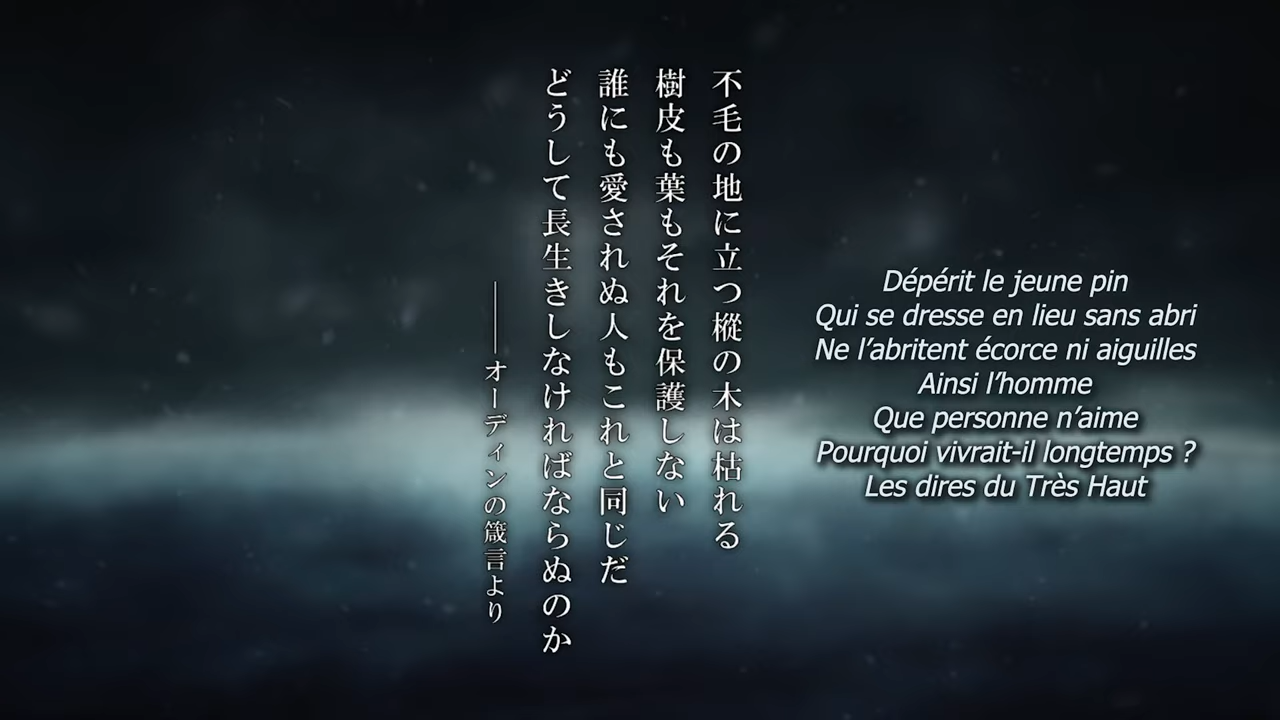 不毛の地に立つ樅の木は枯れる
樹皮も葉もそれを保護しない
誰にも愛されぬ人もこれと同じだ
どうして長生きしなければならぬのか
──オーディンの箴言より
Dépérit le jeune pin
Qui se dresse en lieu sans abri
Ne l’abritent écorce ni aiguilles
Ainsi l’homme
Que personne n’aime
Pourquoi vivrait-il longtemps ?
Les dires du Très Haut